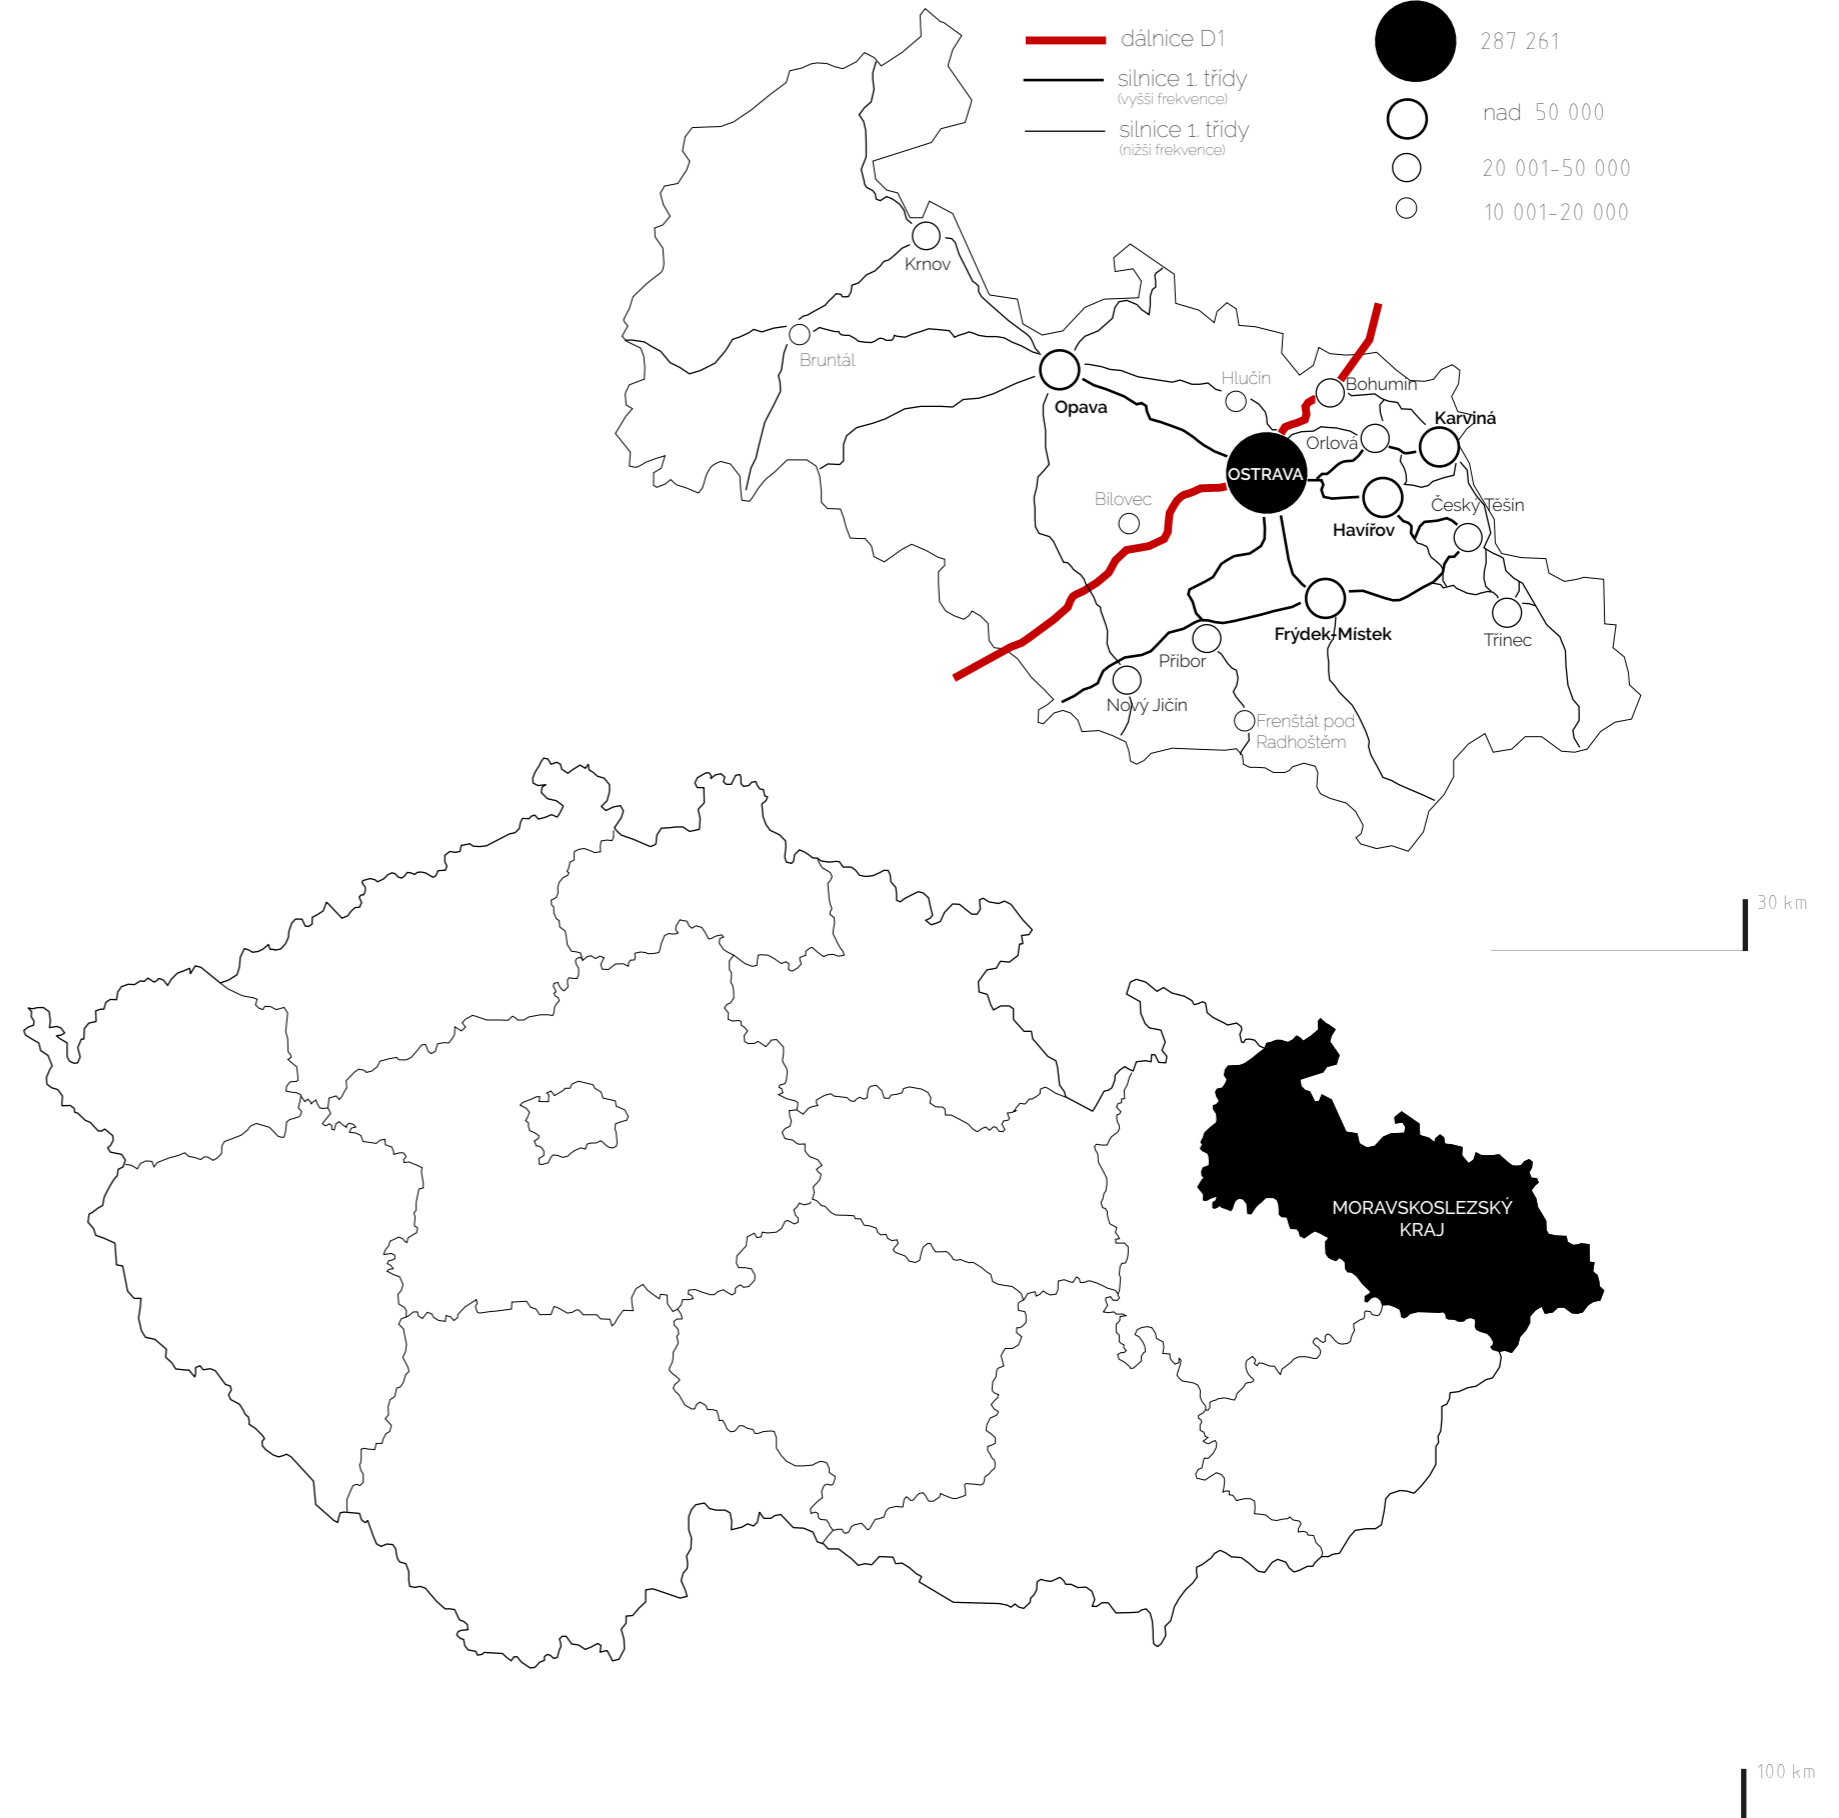 dálnice D1
silnice 1. třídy
(vyšší frekvence)
silnice 1. třídy
(nižší frekvence)
287 261
nad 50 000
20 001-50 000
10 001-20 000
Krnov
Bruntál
Opava
Hlučín
Bohumín
Karviná
Orlová
OSTRAVA
Bílovec
Havířov
Český Těšín
Frýdek-Místek
Třinec
Příbor
Nový Jičín
Frenštát pod
Radhoštěm
30 km
MORAVSKOSLEZSKÝ
KRAJ
100 km